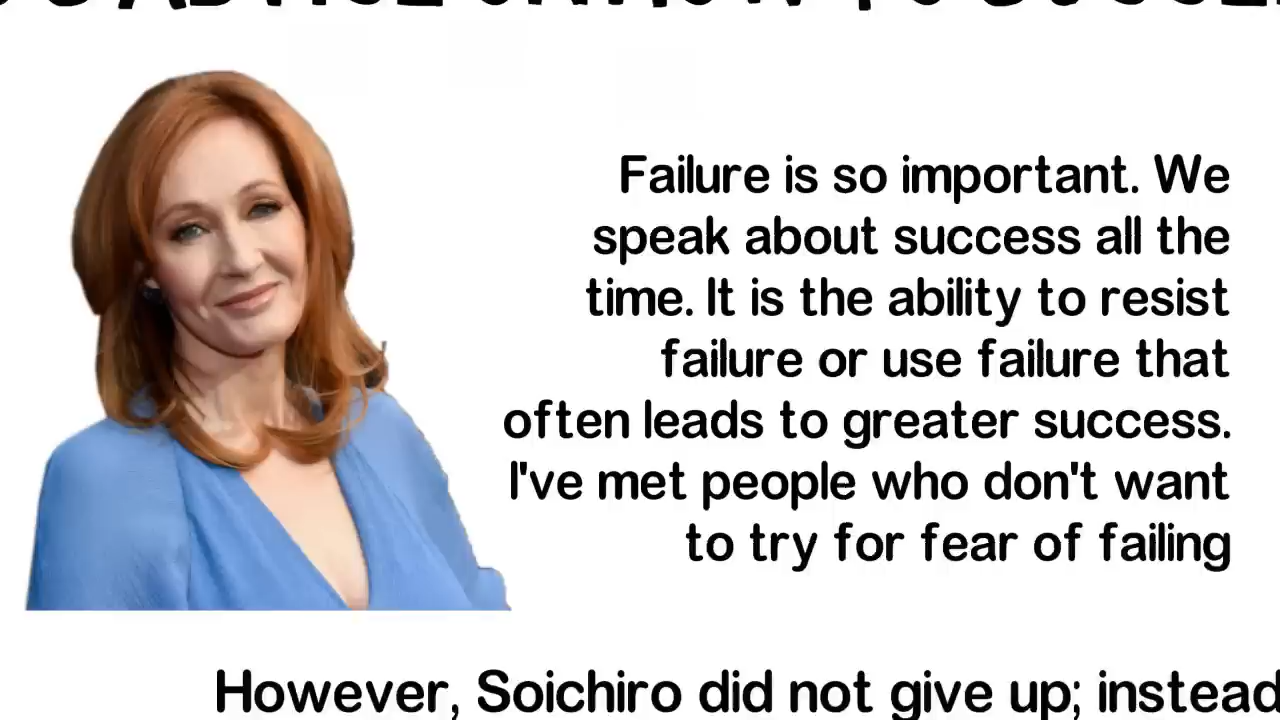 Failure is so important. We
speak about success all the
time. It is the ability to resist
failure or use failure that
often leads to greater success.
I've met people who don't want
to try for fear of failing
However, Soichiro did not give up; instead